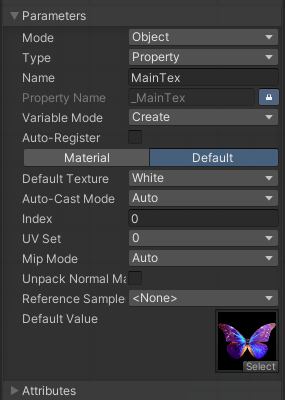 Parameters
Mode Object
Type Property
Name MainTex
Property Name _MainTex
Variable Mode Create
Auto-Register
Material Default
Default Texture White
Auto-Cast Mode Auto
Index 0
UV Set 0
Mip Mode Auto
Unpack Normal Ma
Reference Sample <None>
Default Value
Select
Attributes